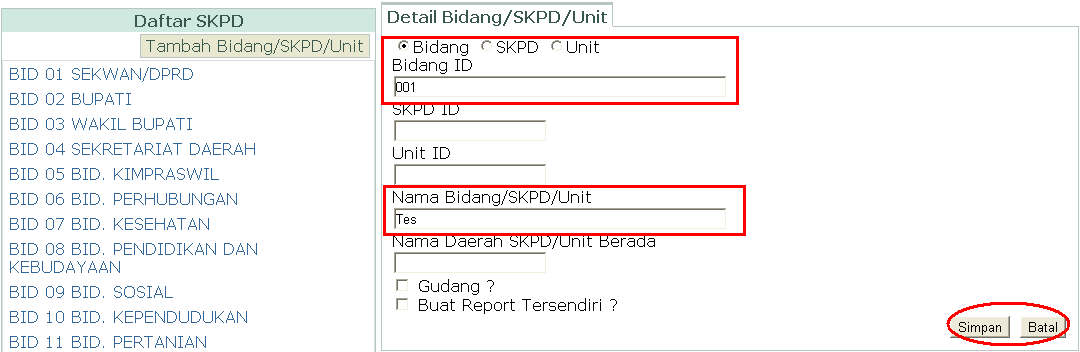 Daftar SKPD
Tambah Bidang/SKPD/Unit
BID 01 SEKWAN/DPRD
BID 02 BUPATI
BID 03 WAKIL BUPATI
BID 04 SEKRETARIAT DAERAH
BID 05 BID. KIMPRASWIL
BID 06 BID. PERHUBUNGAN
BID 07 BID. KESEHATAN
BID 08 BID. PENDIDIKAN DAN
KEBUDAYAAN
BID 09 BID. SOSIAL
BID 10 BID. KEPENDUDUKAN
BID 11 BID. PERTANIAN
Detail Bidang/SKPD/Unit
Bidang SKPD Unit
Bidang ID
001
SKPD ID
Unit ID
Nama Bidang/SKPD/Unit
Tes
Nama Daerah SKPD/Unit Berada
Gudang ?
Buat Report Tersendiri ?
Simpan Batal